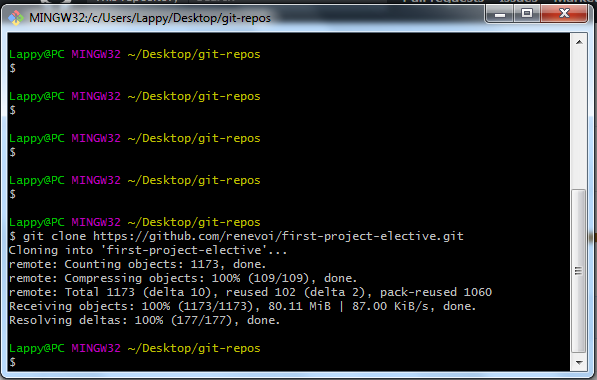 MINGW32:/c/Users/Lappy/Desktop/git-repos
Lappy@PC MINGW32 ~/Desktop/git-repos
$
Lappy@PC MINGW32 ~/Desktop/git-repos
$
Lappy@PC MINGW32 ~/Desktop/git-repos
$
Lappy@PC MINGW32 ~/Desktop/git-repos
$
Lappy@PC MINGW32 ~/Desktop/git-repos
$ git clone https://github.com/renevoi/first-project-elective.git
Cloning into 'first-project-elective'...
remote: Counting objects: 1173, done.
remote: Compressing objects: 100% (109/109), done.
remote: Total 1173 (delta 10), reused 102 (delta 2), pack-reused 1060
Receiving objects: 100% (1173/1173), 80.11 MiB | 87.00 KiB/s, done.
Resolving deltas: 100% (177/177), done.
Lappy@PC MINGW32 ~/Desktop/git-repos
$